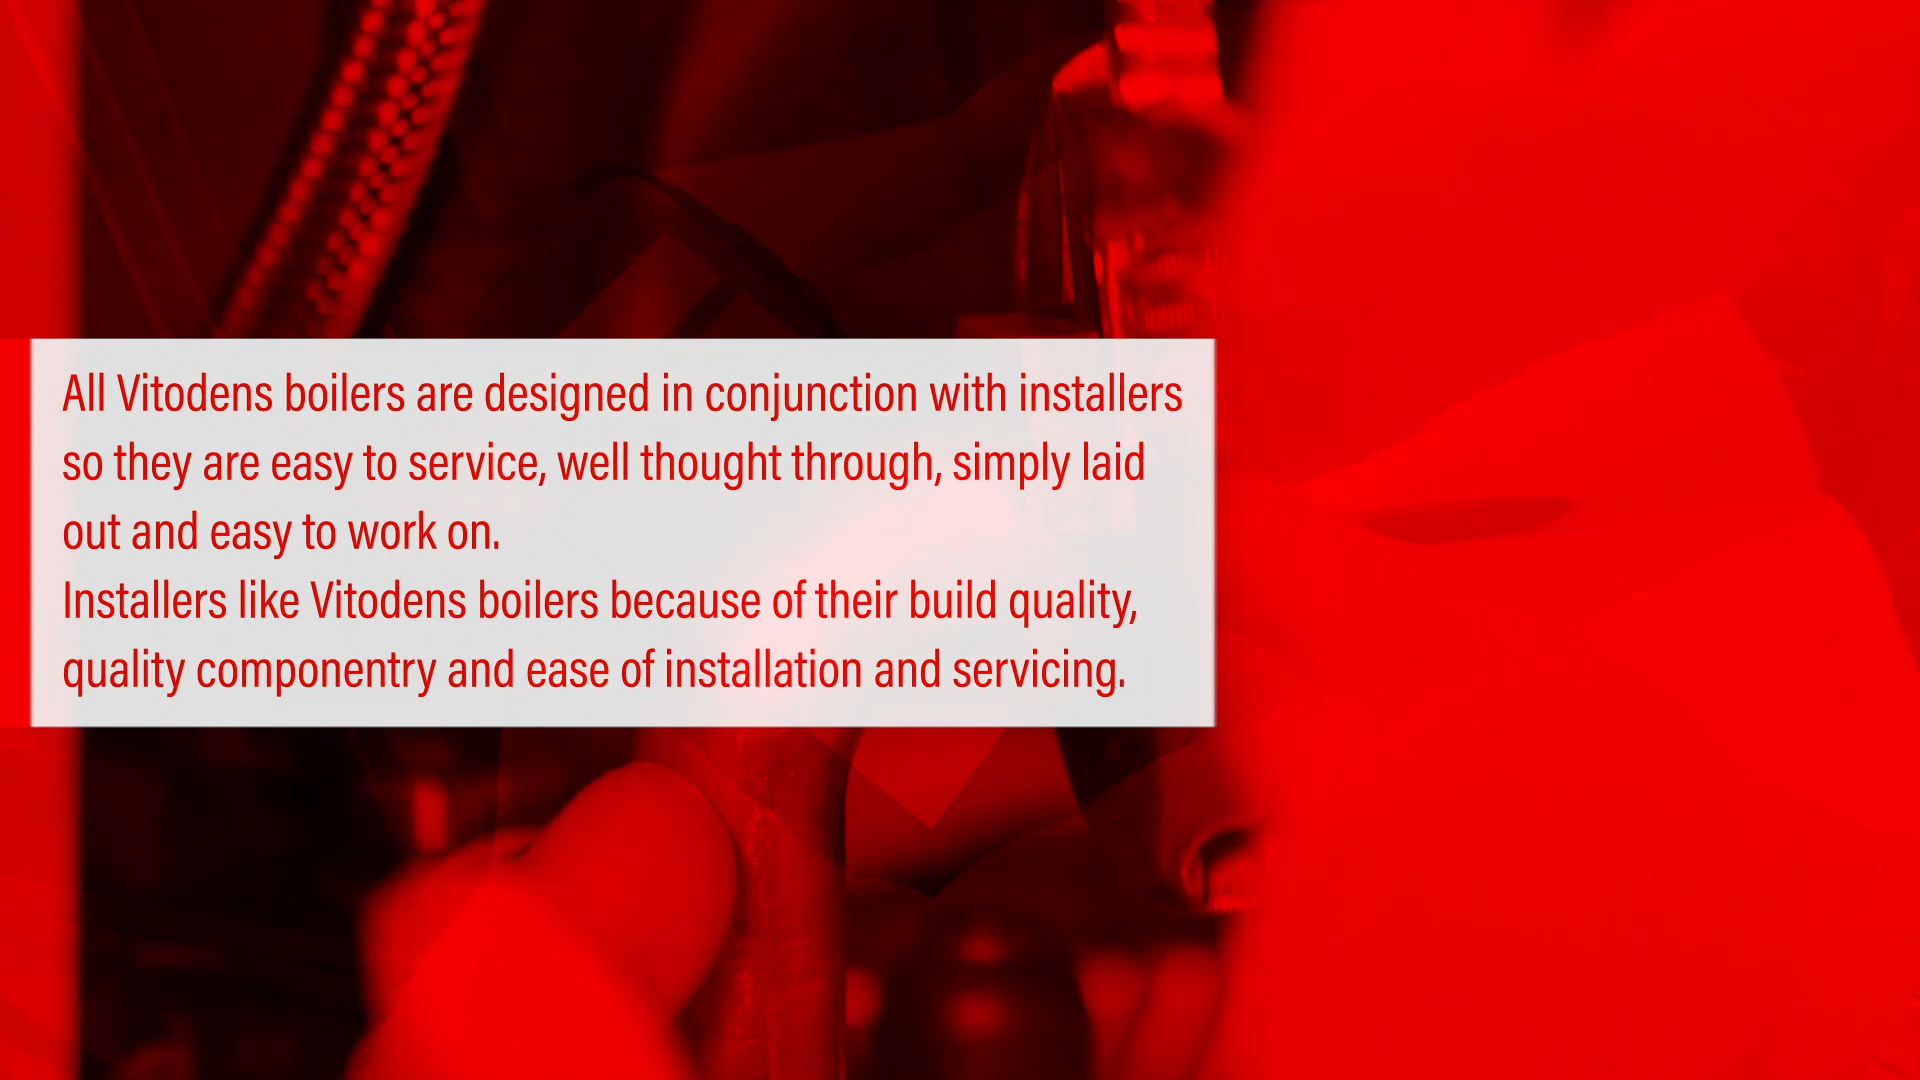 All Vitodens boilers are designed in conjunction with installers
so they are easy to service, well thought through, simply laid
out and easy to work on.
Installers like Vitodens boilers because of their build quality,
quality componentry and ease of installation and servicing.